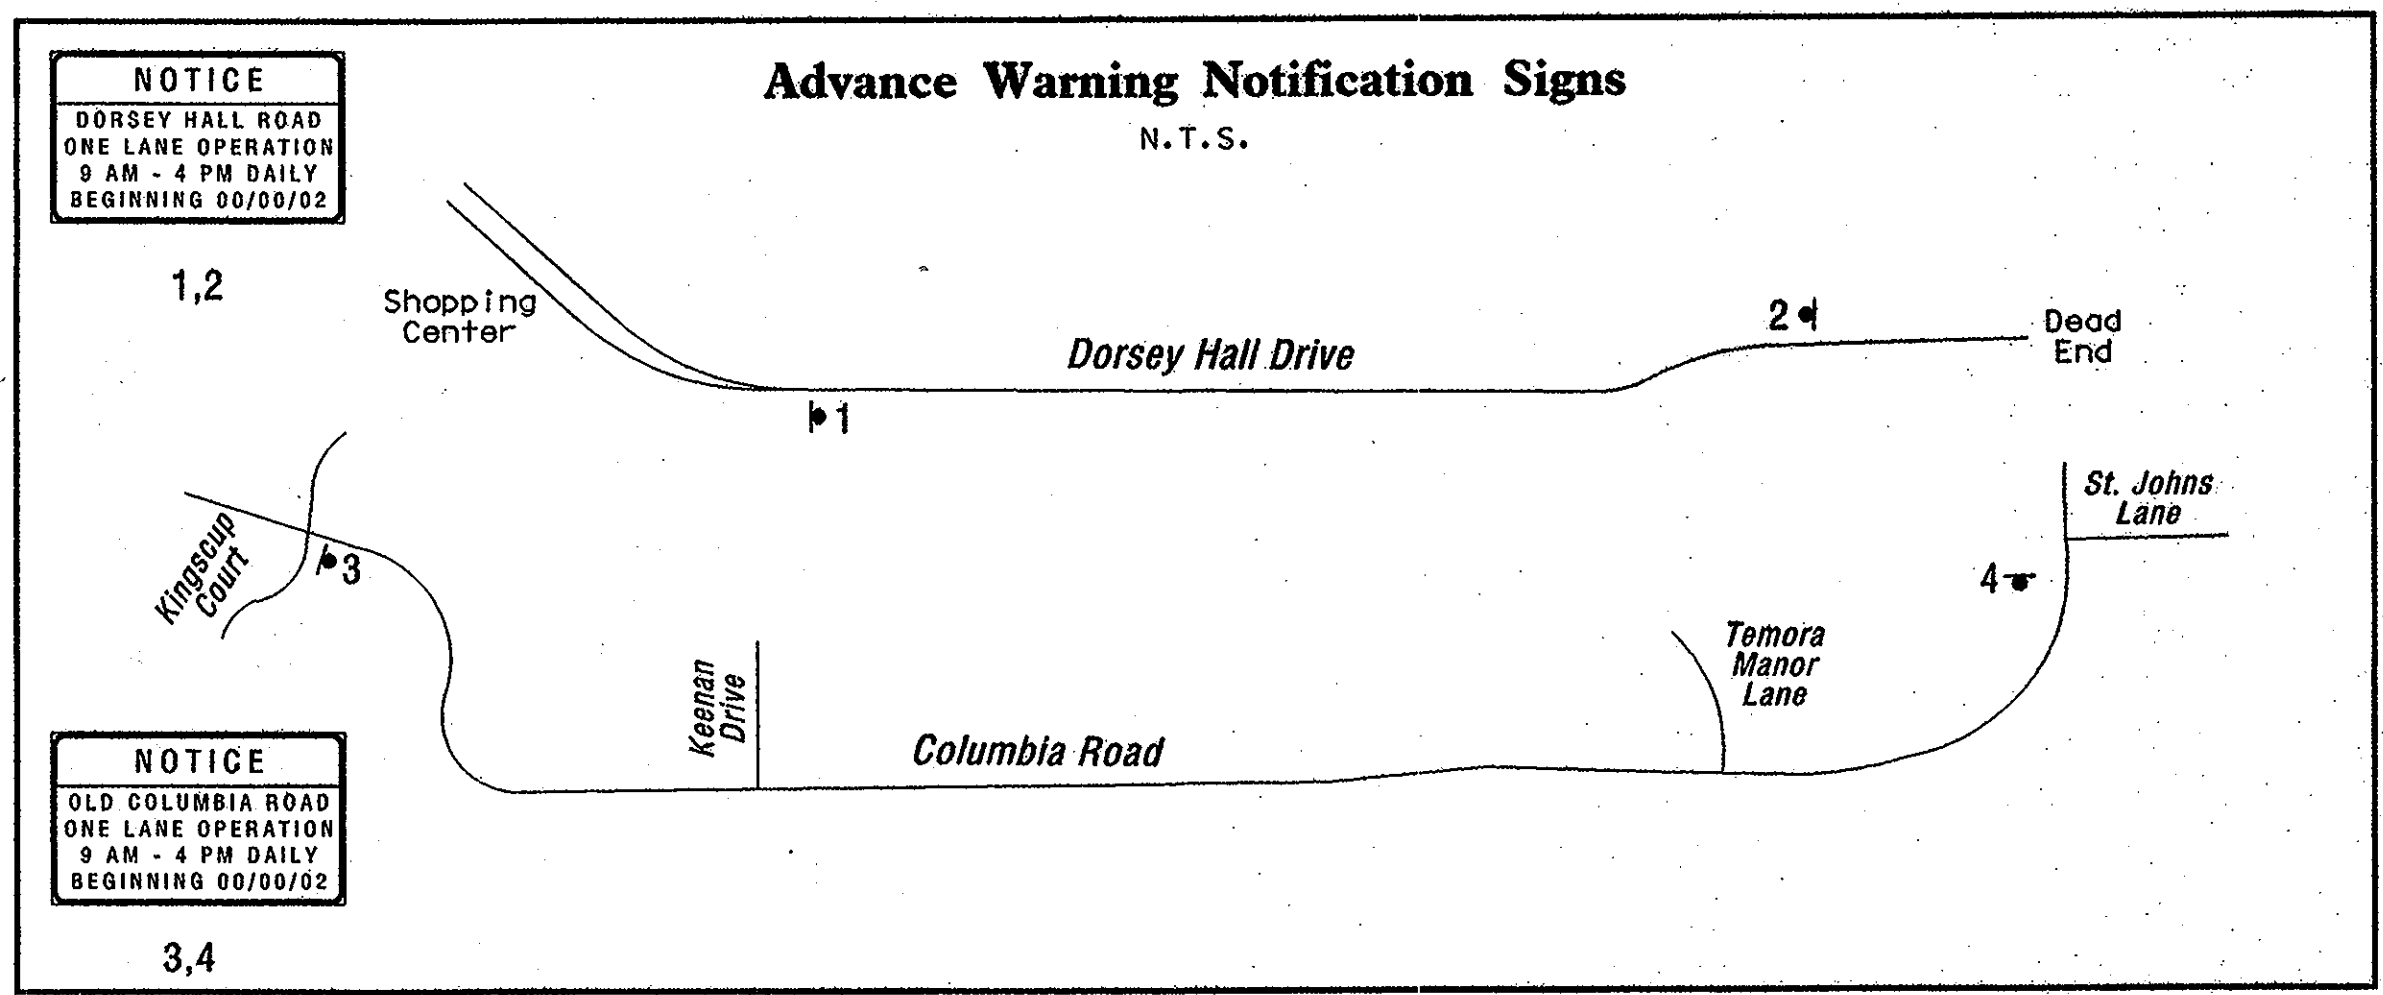 Advance Warning Notification Signs
N.T.S.
NOTICE
DORSEY HALL ROAD
ONE LANE OPERATION
9 AM - 4 PM DAILY
BEGINNING 00/00/02
1,2
Shopping
Center
Dorsey Hall Drive
2
Dead
End
1
Kingscup
Court
3
St. Johns
Lane
4
Keenan
Drive
Columbia Road
Temora
Manor
Lane
NOTICE
OLD COLUMBIA ROAD
ONE LANE OPERATION
9 AM - 4 PM DAILY
BEGINNING 00/00/02
3,4